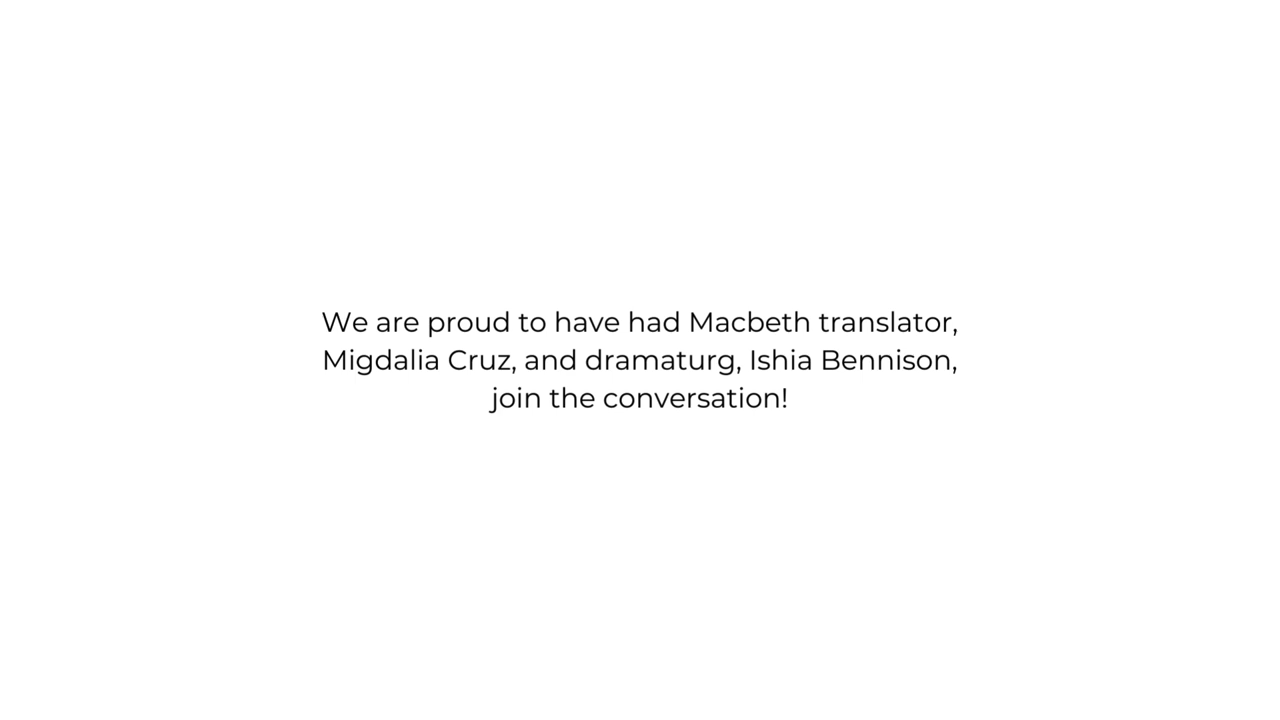 We are proud to have had Macbeth translator,
Migdalia Cruz, and dramaturg, Ishia Bennison,
join the conversation!